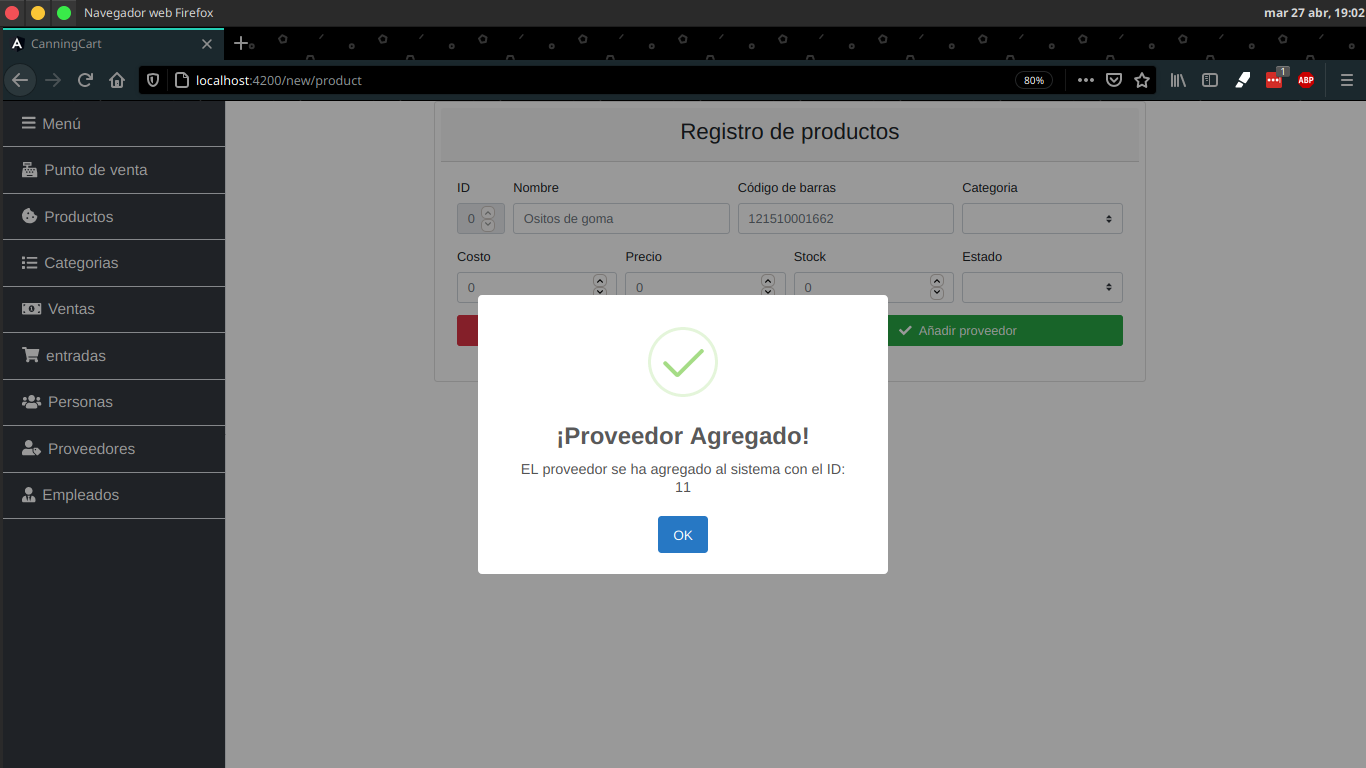 Navegador web Firefox
mar 27 abr, 19:02
CanningCart
localhost:4200/new/product
80%
1
ABP
Menú
Punto de venta
Productos
Categorias
Ventas
entradas
Personas
Proveedores
Empleados
Registro de productos
ID Nombre Código de barras Categoria
0 Ositos de goma 121510001662
Costo Precio Stock Estado
0 0 0
Añadir proveedor
¡Proveedor Agregado!
EL proveedor se ha agregado al sistema con el ID:
11
OK